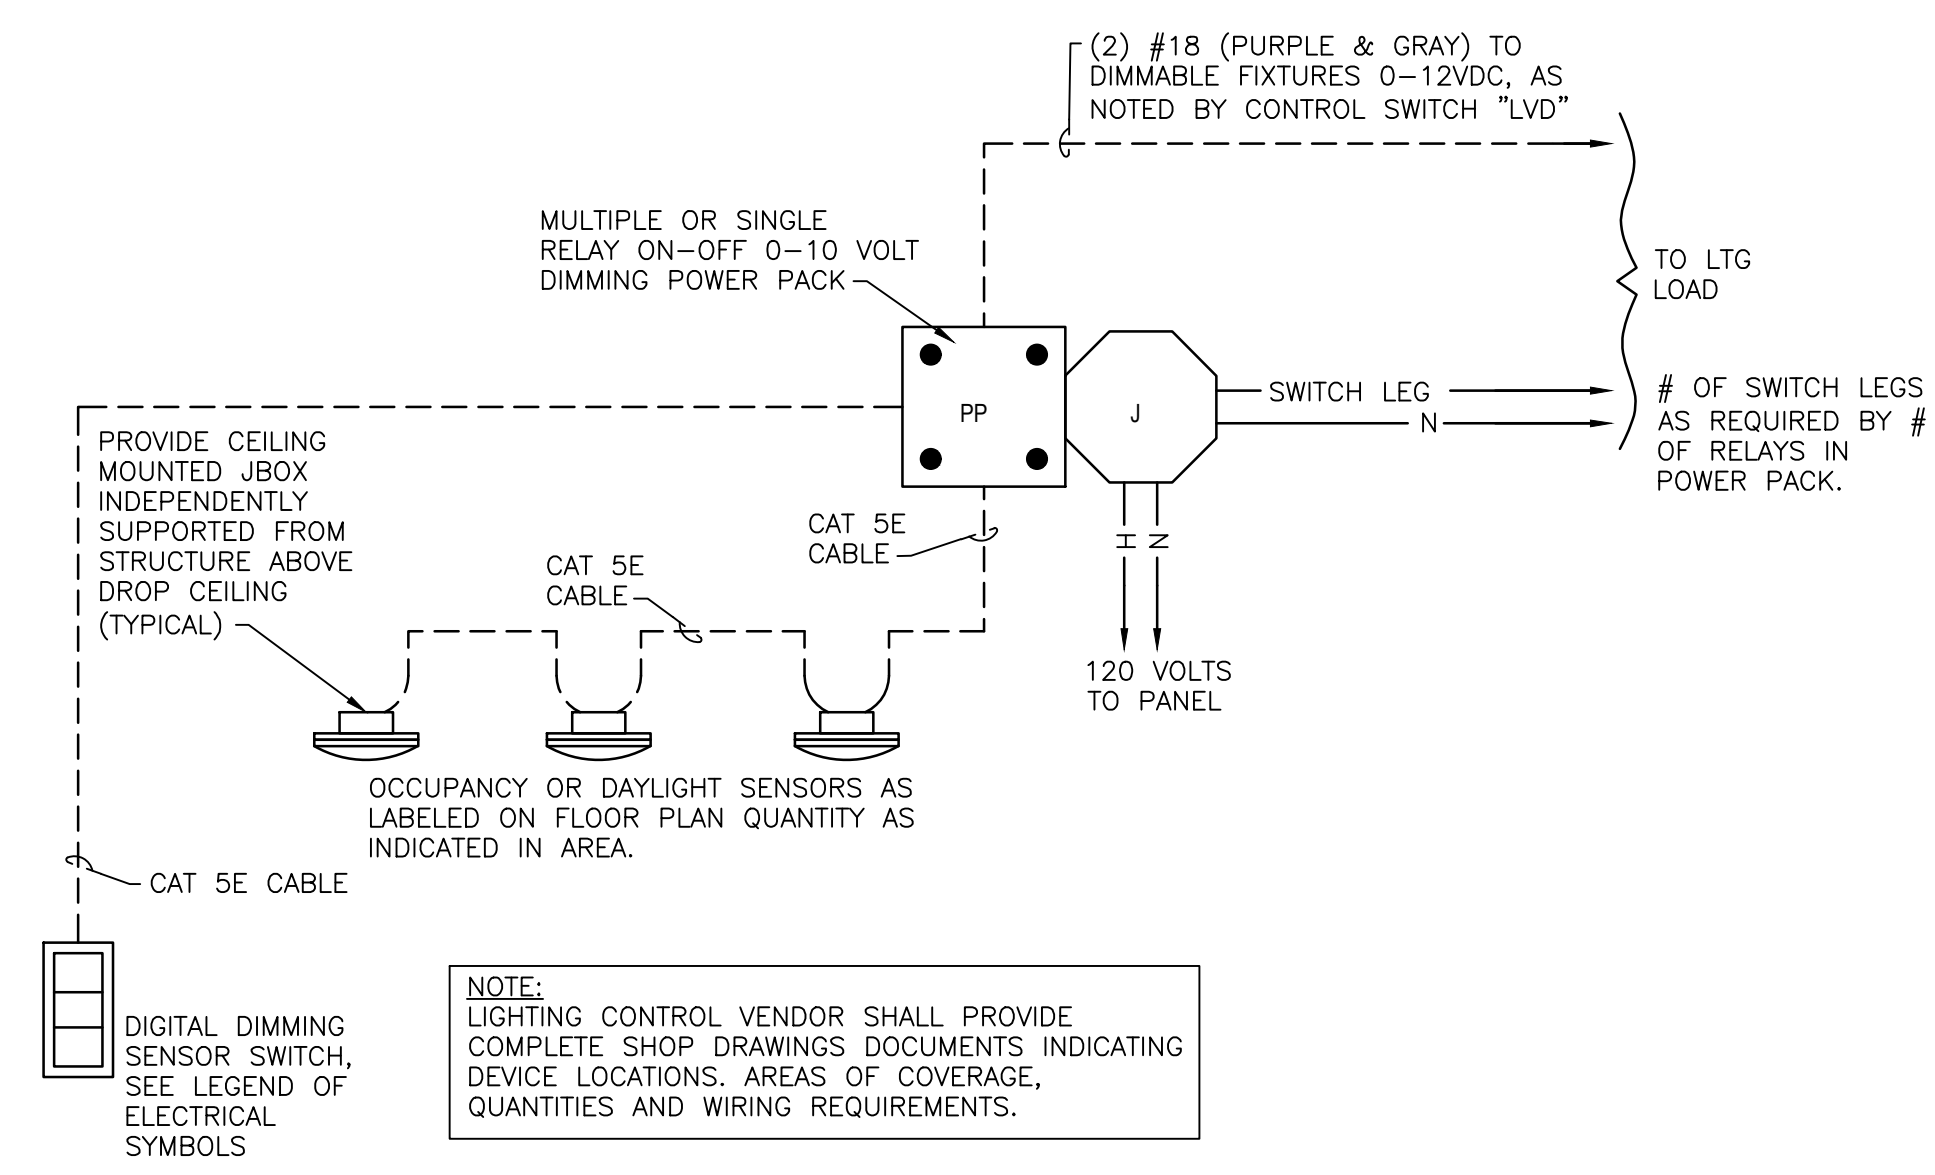 (2) #18 (PURPLE & GRAY) TO
DIMMABLE FIXTURES 0-12VDC, AS
NOTED BY CONTROL SWITCH "LVD"
MULTIPLE OR SINGLE
RELAY ON-OFF 0-10 VOLT
DIMMING POWER PACK
TO LTG
LOAD
PP
J
SWITCH LEG
N
# OF SWITCH LEGS
AS REQUIRED BY #
OF RELAYS IN
POWER PACK.
PROVIDE CEILING
MOUNTED JBOX
INDEPENDENTLY
SUPPORTED FROM
STRUCTURE ABOVE
DROP CEILING
(TYPICAL)
CAT 5E
CABLE
CAT 5E
CABLE
H
N
120 VOLTS
TO PANEL
OCCUPANCY OR DAYLIGHT SENSORS AS
LABELED ON FLOOR PLAN QUANTITY AS
INDICATED IN AREA.
CAT 5E CABLE
DIGITAL DIMMING
SENSOR SWITCH,
SEE LEGEND OF
ELECTRICAL
SYMBOLS
NOTE:
LIGHTING CONTROL VENDOR SHALL PROVIDE
COMPLETE SHOP DRAWINGS DOCUMENTS INDICATING
DEVICE LOCATIONS. AREAS OF COVERAGE,
QUANTITIES AND WIRING REQUIREMENTS.